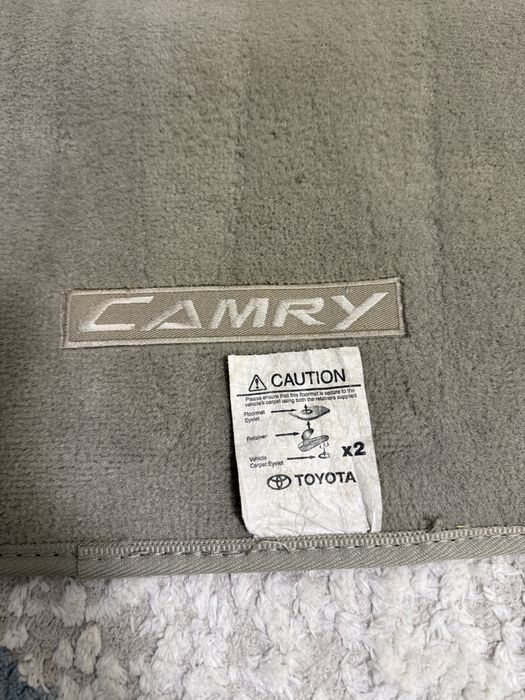 CAMRY
CAUTION
Please ensure that this floormat is secure to the
vehicle's carpet using both the retainers supplied
Floormat
Eyelet
Retainer
Vehicle
Carpet Eyelet
x2
TOYOTA